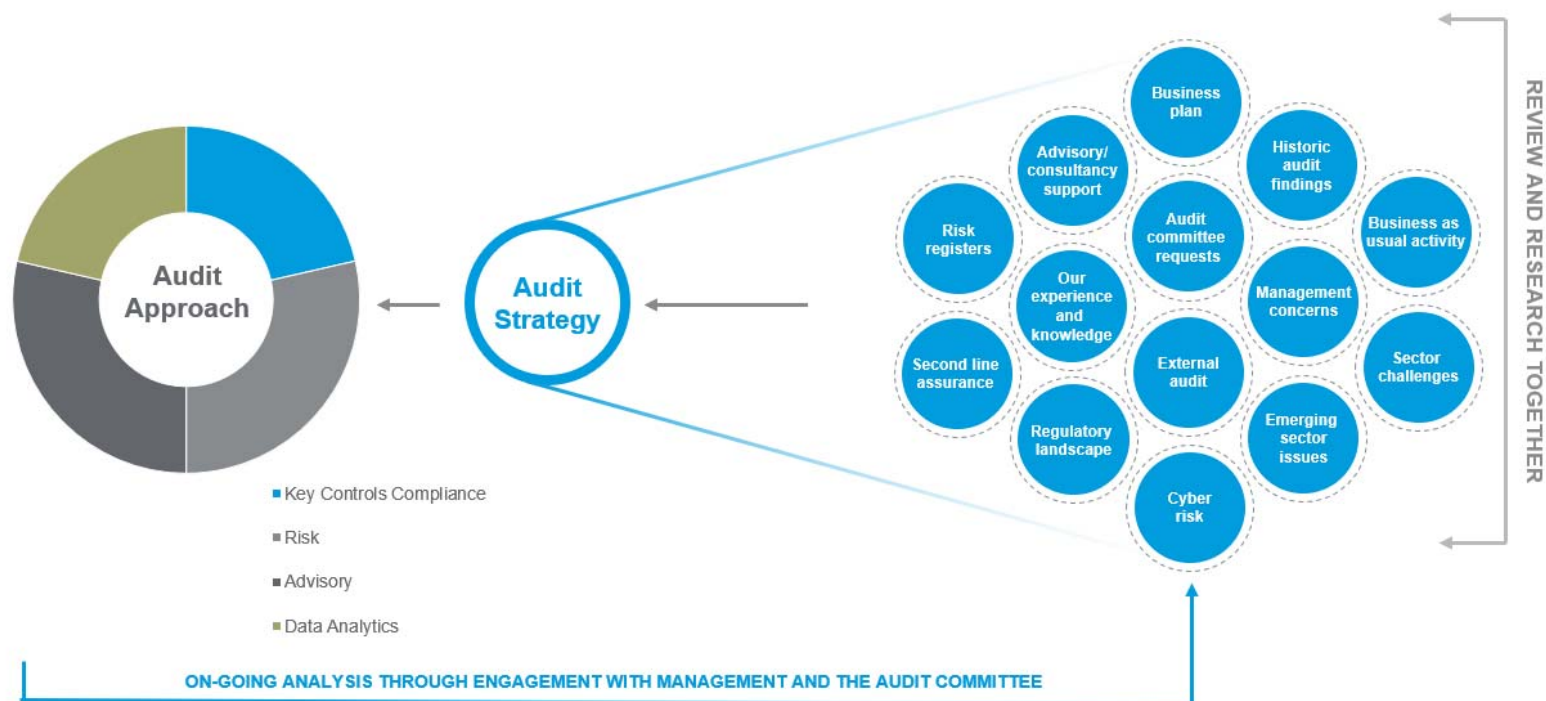 Audit
Approach
Key Controls Compliance
Risk
Advisory
Data Analytics
Audit
Strategy
Business
plan
Advisory/
consultancy
support
Historic
audit
findings
Risk
registers
Audit
committee
requests
Business as
usual activity
Our
experience
and
knowledge
Management
concerns
Second line
assurance
External
audit
Sector
challenges
Regulatory
landscape
Emerging
sector
issues
Cyber
risk
REVIEW AND RESEARCH TOGETHER
ON-GOING ANALYSIS THROUGH ENGAGEMENT WITH MANAGEMENT AND THE AUDIT COMMITTEE